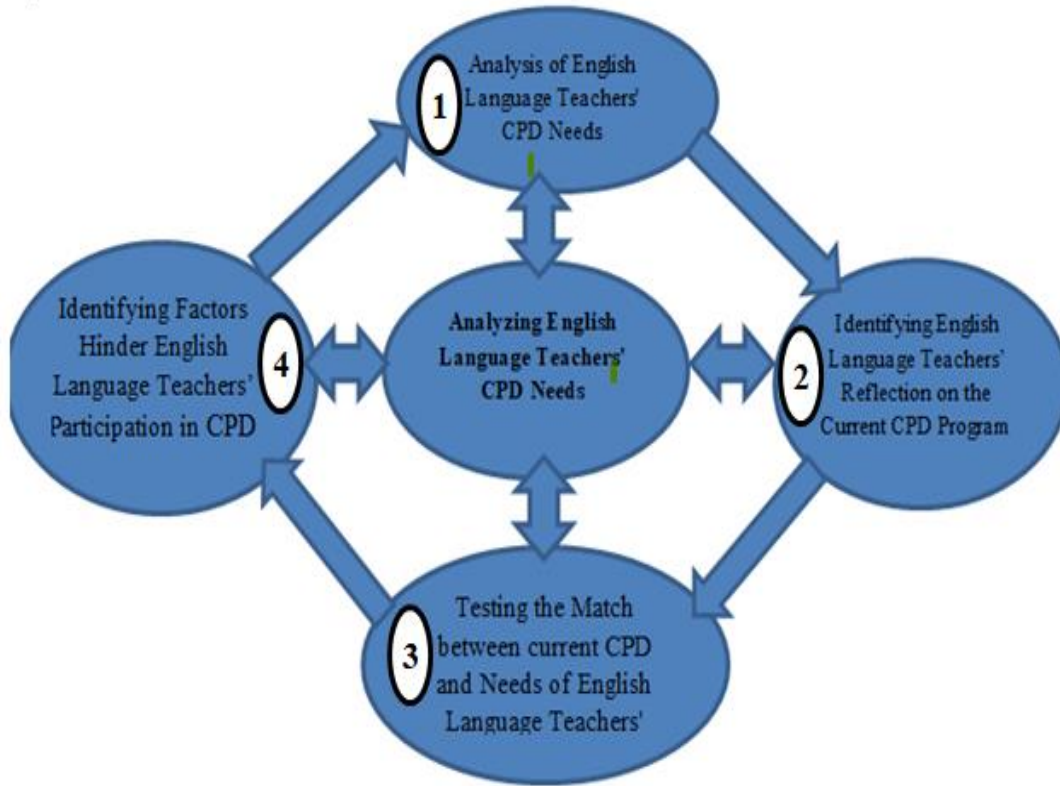 1
Analysis of English
Language Teachers'
CPD Needs
Identifying Factors
Hinder English
Language Teachers’
Participation in CPD
4
Analyzing English
Language Teachers'
CPD Needs
2
Identifying English
Language Teachers’
Reflection on the
Current CPD Program
3
Testing the Match
between current CPD
and Needs of English
Language Teachers'